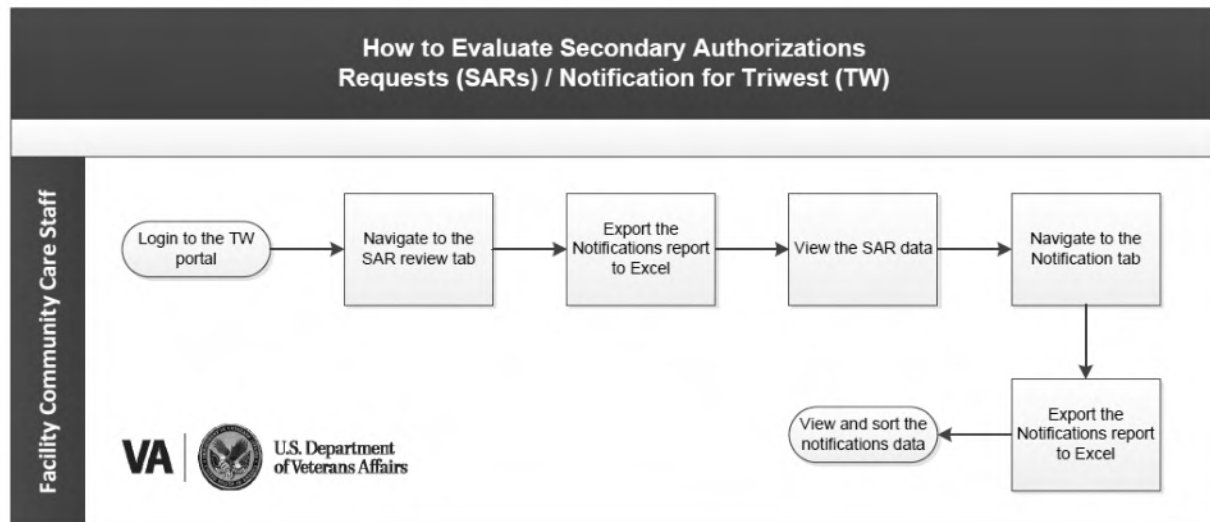 How to Evaluate Secondary Authorizations
Requests (SARs) / Notification for Triwest (TW)
Facility Community Care Staff
Login to the TW
portal
Navigate to the
SAR review tab
Export the
Notifications report
to Excel
View the SAR data
Navigate to the
Notification tab
Export the
Notifications report
to Excel
View and sort the
notifications data
VA
U.S. Department
of Veterans Affairs